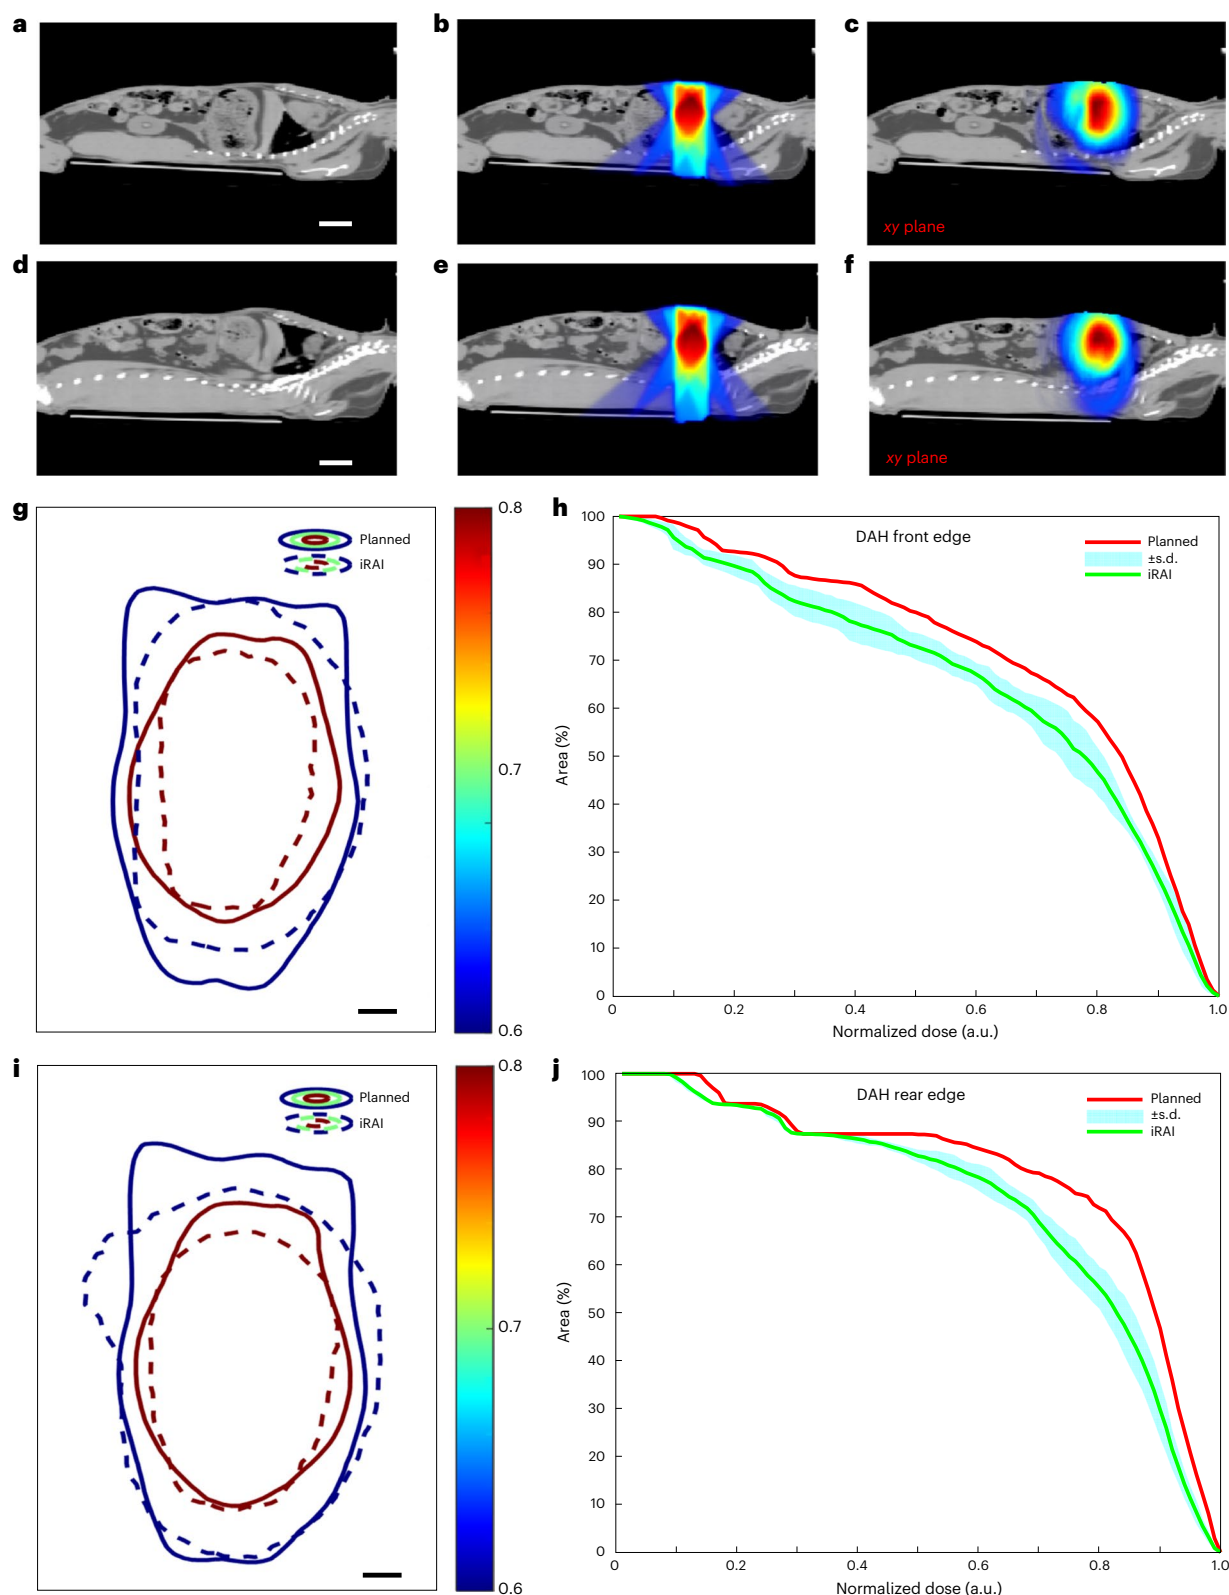 a
b
c
xy plane
d
e
f
xy plane
g
Planned
iRAI
0.8
0.7
0.6
h
DAH front edge
Planned
±s.d.
iRAI
100
90
80
70
60
50
40
30
20
10
0
Area (%)
0 0.2 0.4 0.6 0.8 1.0
Normalized dose (a.u.)
i
Planned
iRAI
0.8
0.7
0.6
j
DAH rear edge
Planned
±s.d.
iRAI
100
90
80
70
60
50
40
30
20
10
0
Area (%)
0 0.2 0.4 0.6 0.8 1.0
Normalized dose (a.u.)